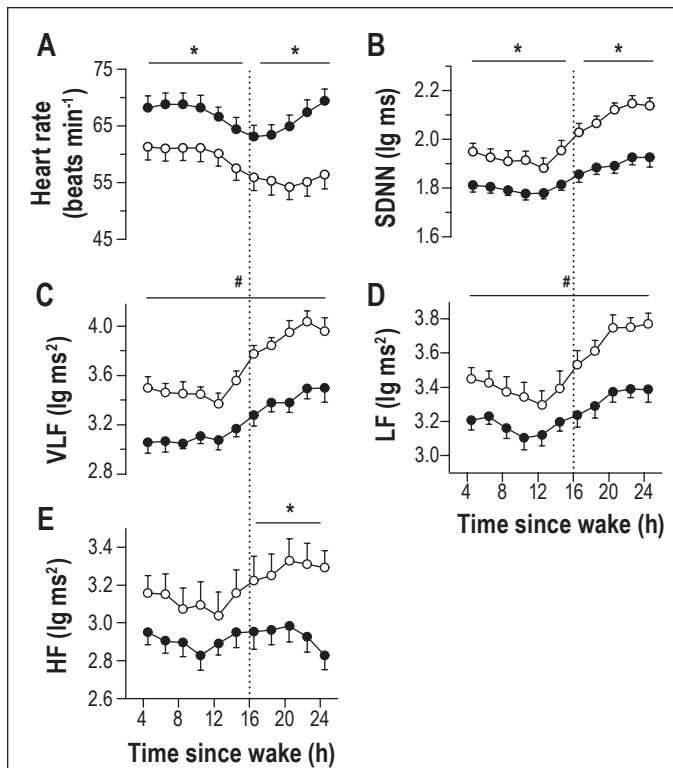 A
* *
75
65
55
45
Heart rate
(beats min⁻¹)
B
* *
2.2
2.0
1.8
1.6
SDNN (lg ms)
C
#
4.0
3.6
3.2
2.8
VLF (lg ms²)
D
#
3.8
3.6
3.4
3.2
3.0
LF (lg ms²)
4 8 12 16 20 24
Time since wake (h)
E
*
3.4
3.2
3.0
2.8
2.6
HF (lg ms²)
4 8 12 16 20 24
Time since wake (h)